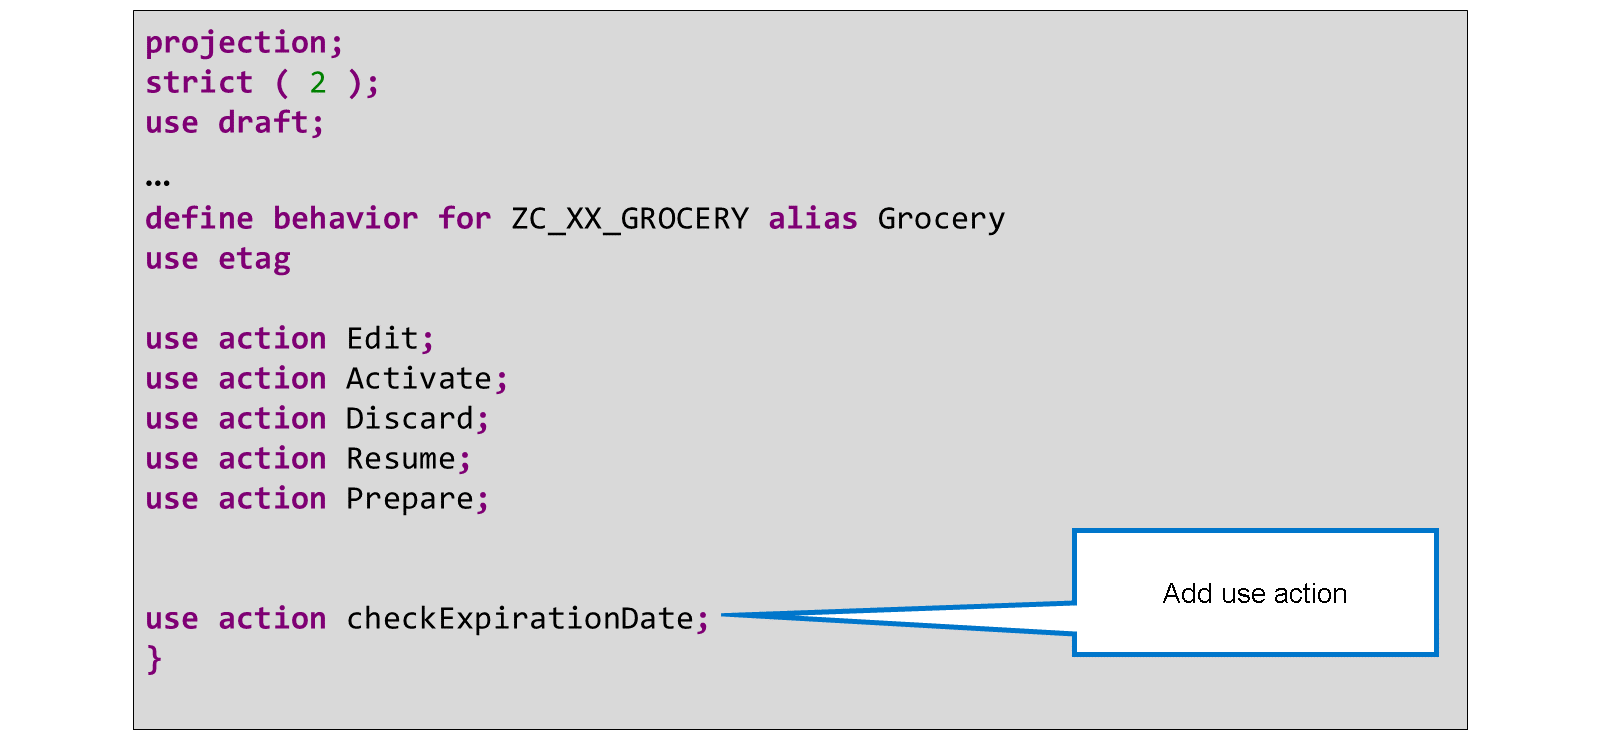 projection;
strict ( 2 );
use draft;
…
define behavior for ZC_XX_GROCERY alias Grocery
use etag
use action Edit;
use action Activate;
use action Discard;
use action Resume;
use action Prepare;
use action checkExpirationDate;
Add use action
}